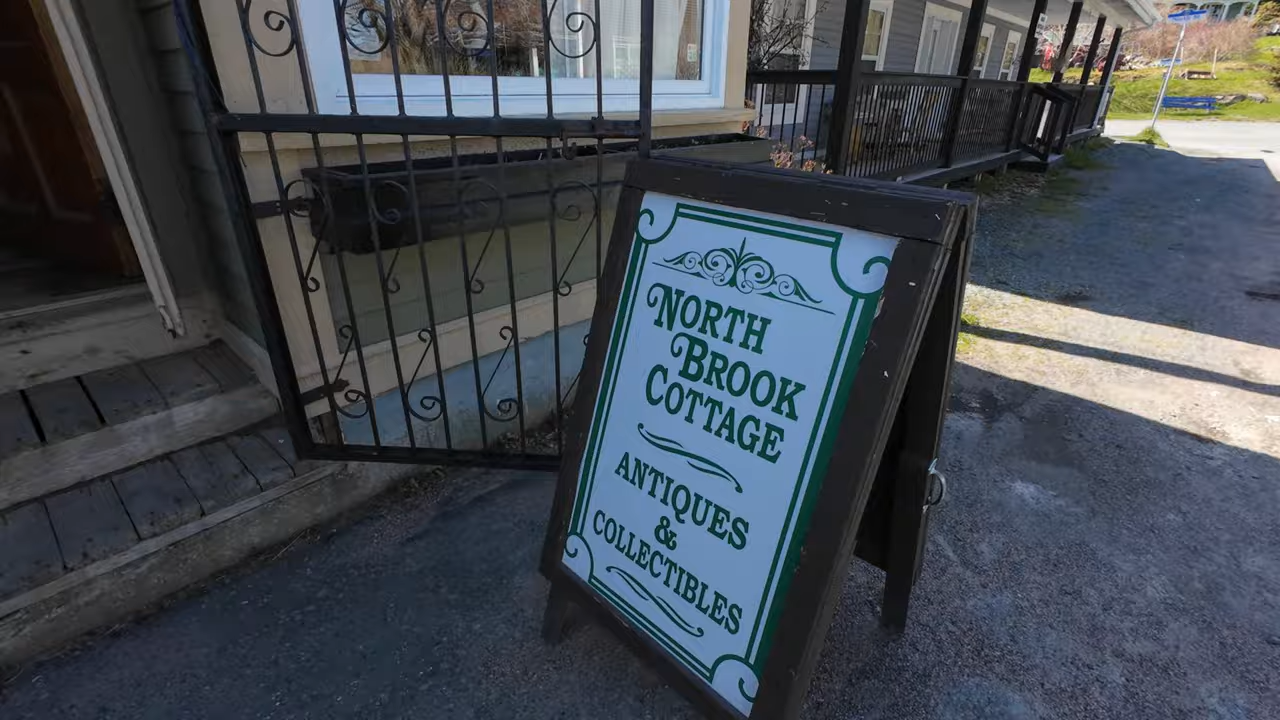 NORTH
BROOK
COTTAGE
ANTIQUES
&
COLLECTIBLES